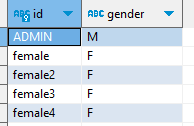 id gender
ADMIN M
female F
female2 F
female3 F
female4 F